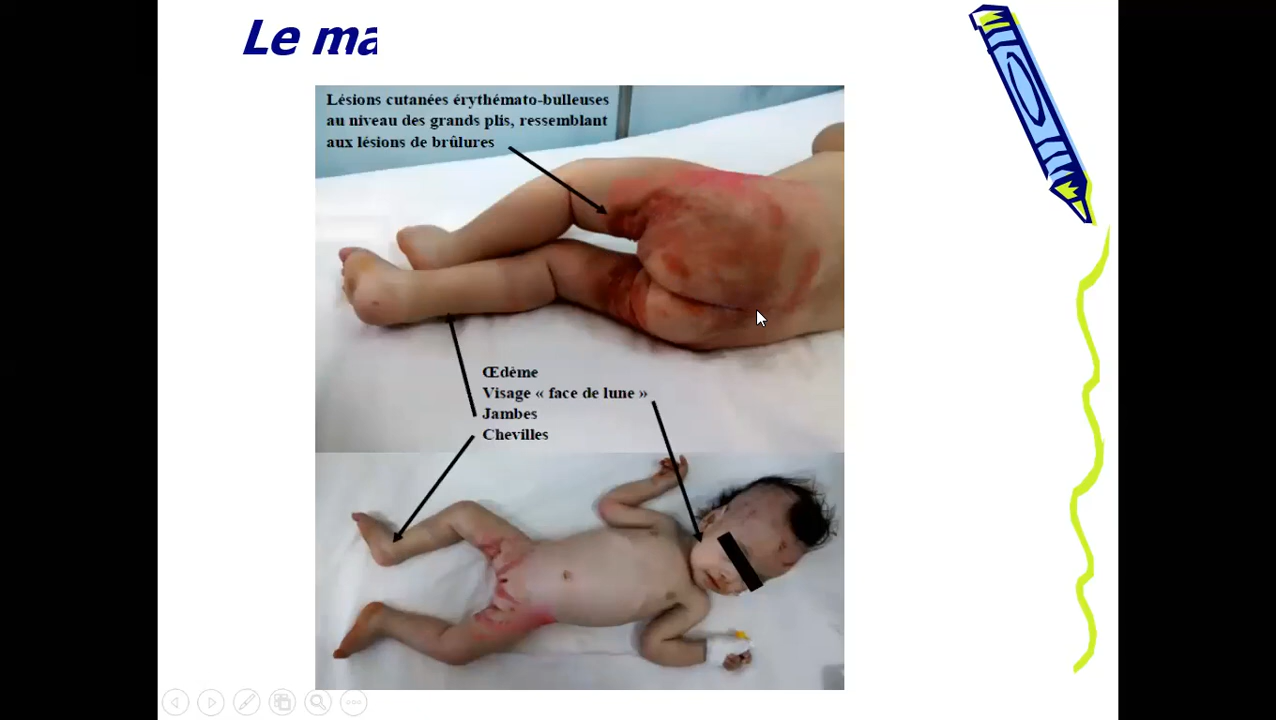 Le ma
Lésions cutanées érythémato-bulleuses
au niveau des grands plis, ressemblant
aux lésions de brûlures
Œdème
Visage « face de lune »
Jambes
Chevilles